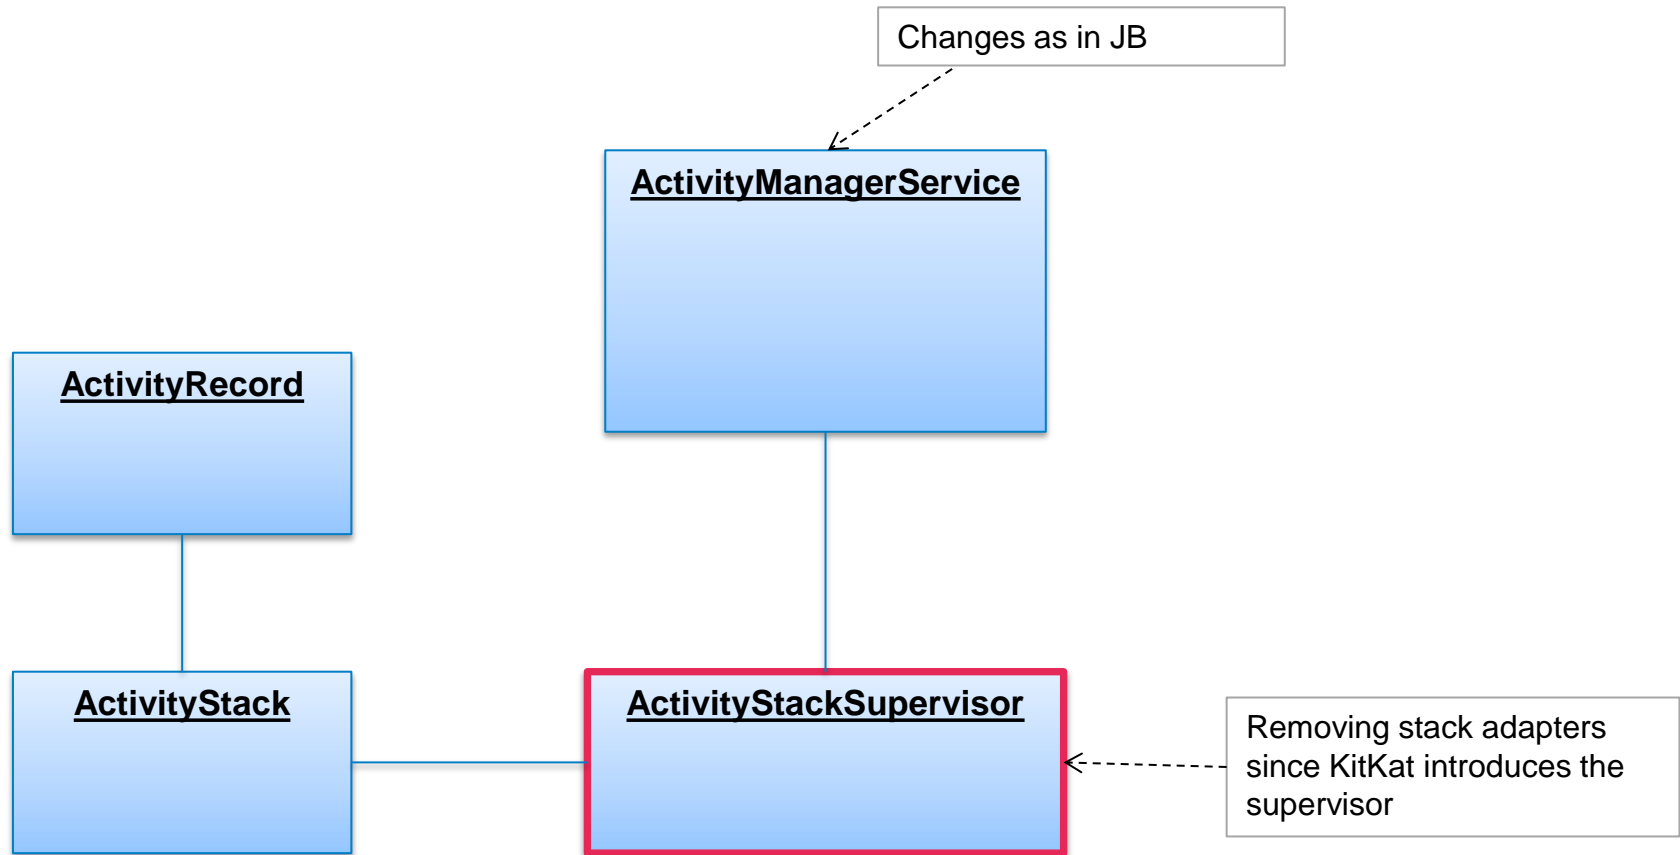 Changes as in JB
ActivityManagerService
ActivityRecord
ActivityStack
ActivityStackSupervisor
Removing stack adapters
since KitKat introduces the
supervisor